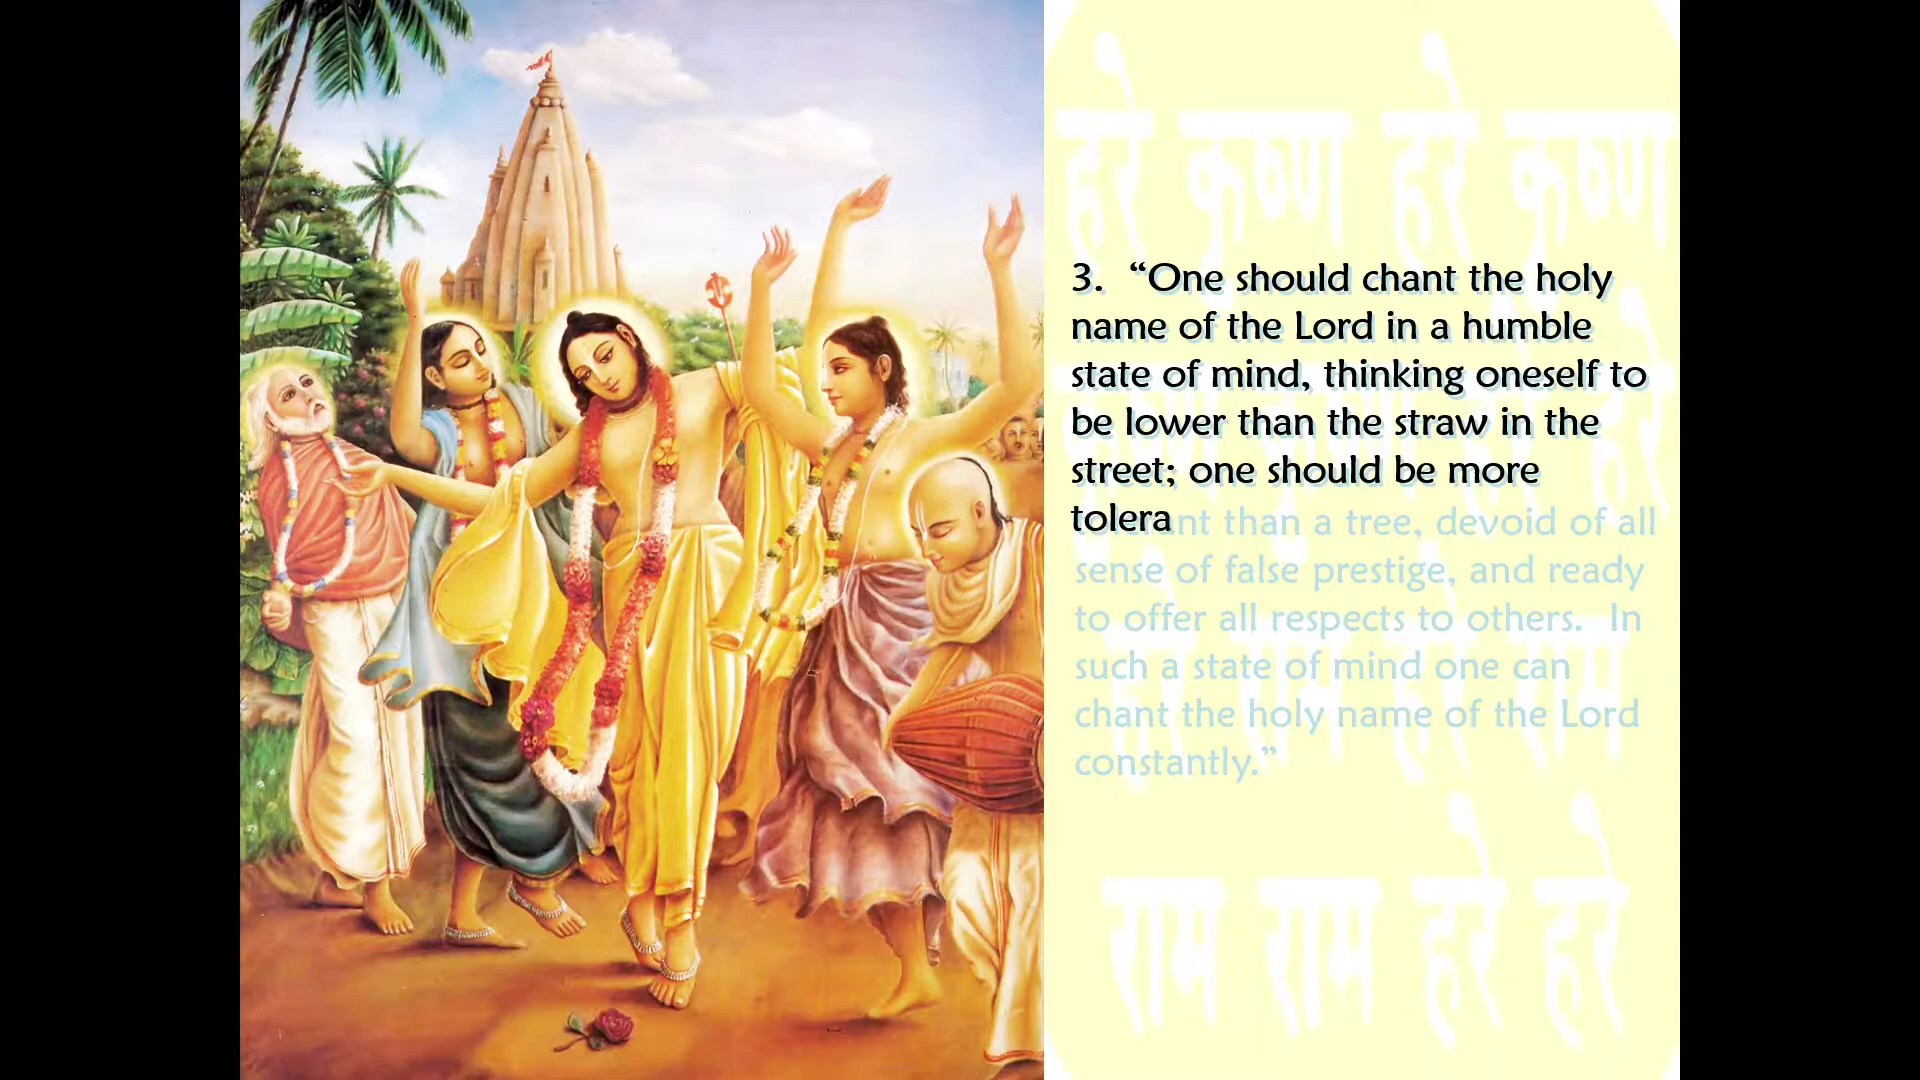 हरे कृष्ण हरे कृष्ण
3. “One should chant the holy
name of the Lord in a humble
state of mind, thinking oneself to
be lower than the straw in the
street; one should be more
tolerant than a tree, devoid of all
sense of false prestige, and ready
to offer all respects to others. In
such a state of mind one can
chant the holy name of the Lord
constantly.”
हरे राम हरे राम
राम राम हरे हरे